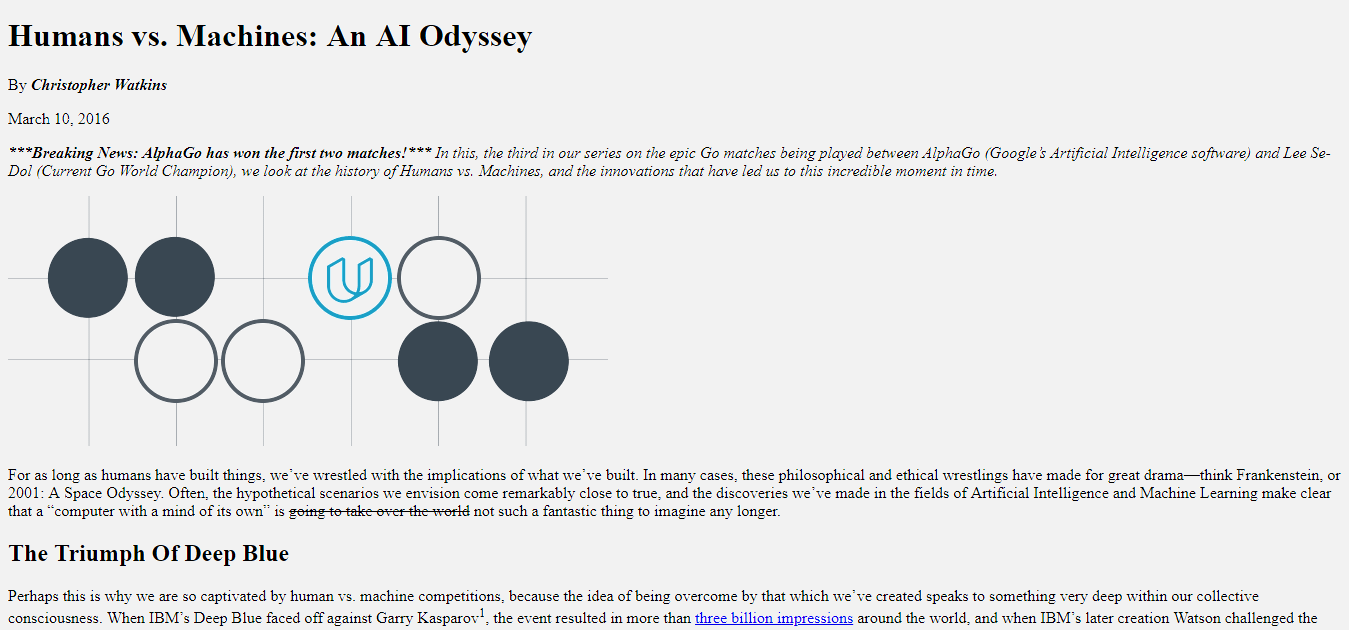 Humans vs. Machines: An AI Odyssey
By Christopher Watkins
March 10, 2016
***Breaking News: AlphaGo has won the first two matches!*** In this, the third in our series on the epic Go matches being played between AlphaGo (Google’s Artificial Intelligence software) and Lee Se-
Dol (Current Go World Champion), we look at the history of Humans vs. Machines, and the innovations that have led us to this incredible moment in time.
For as long as humans have built things, we’ve wrestled with the implications of what we’ve built. In many cases, these philosophical and ethical wrestlings have made for great drama—think Frankenstein, or
2001: A Space Odyssey. Often, the hypothetical scenarios we envision come remarkably close to true, and the discoveries we’ve made in the fields of Artificial Intelligence and Machine Learning make clear
that a “computer with a mind of its own” is going to take over the world not such a fantastic thing to imagine any longer.
The Triumph Of Deep Blue
Perhaps this is why we are so captivated by human vs. machine competitions, because the idea of being overcome by that which we’ve created speaks to something very deep within our collective
consciousness. When IBM’s Deep Blue faced off against Garry Kasparov1, the event resulted in more than three billion impressions around the world, and when IBM’s later creation Watson challenged the